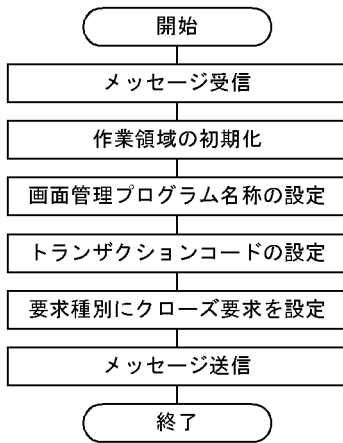 開始
メッセージ受信
作業領域の初期化
画面管理プログラム名称の設定
トランザクションコードの設定
要求種別にクローズ要求を設定
メッセージ送信
終了